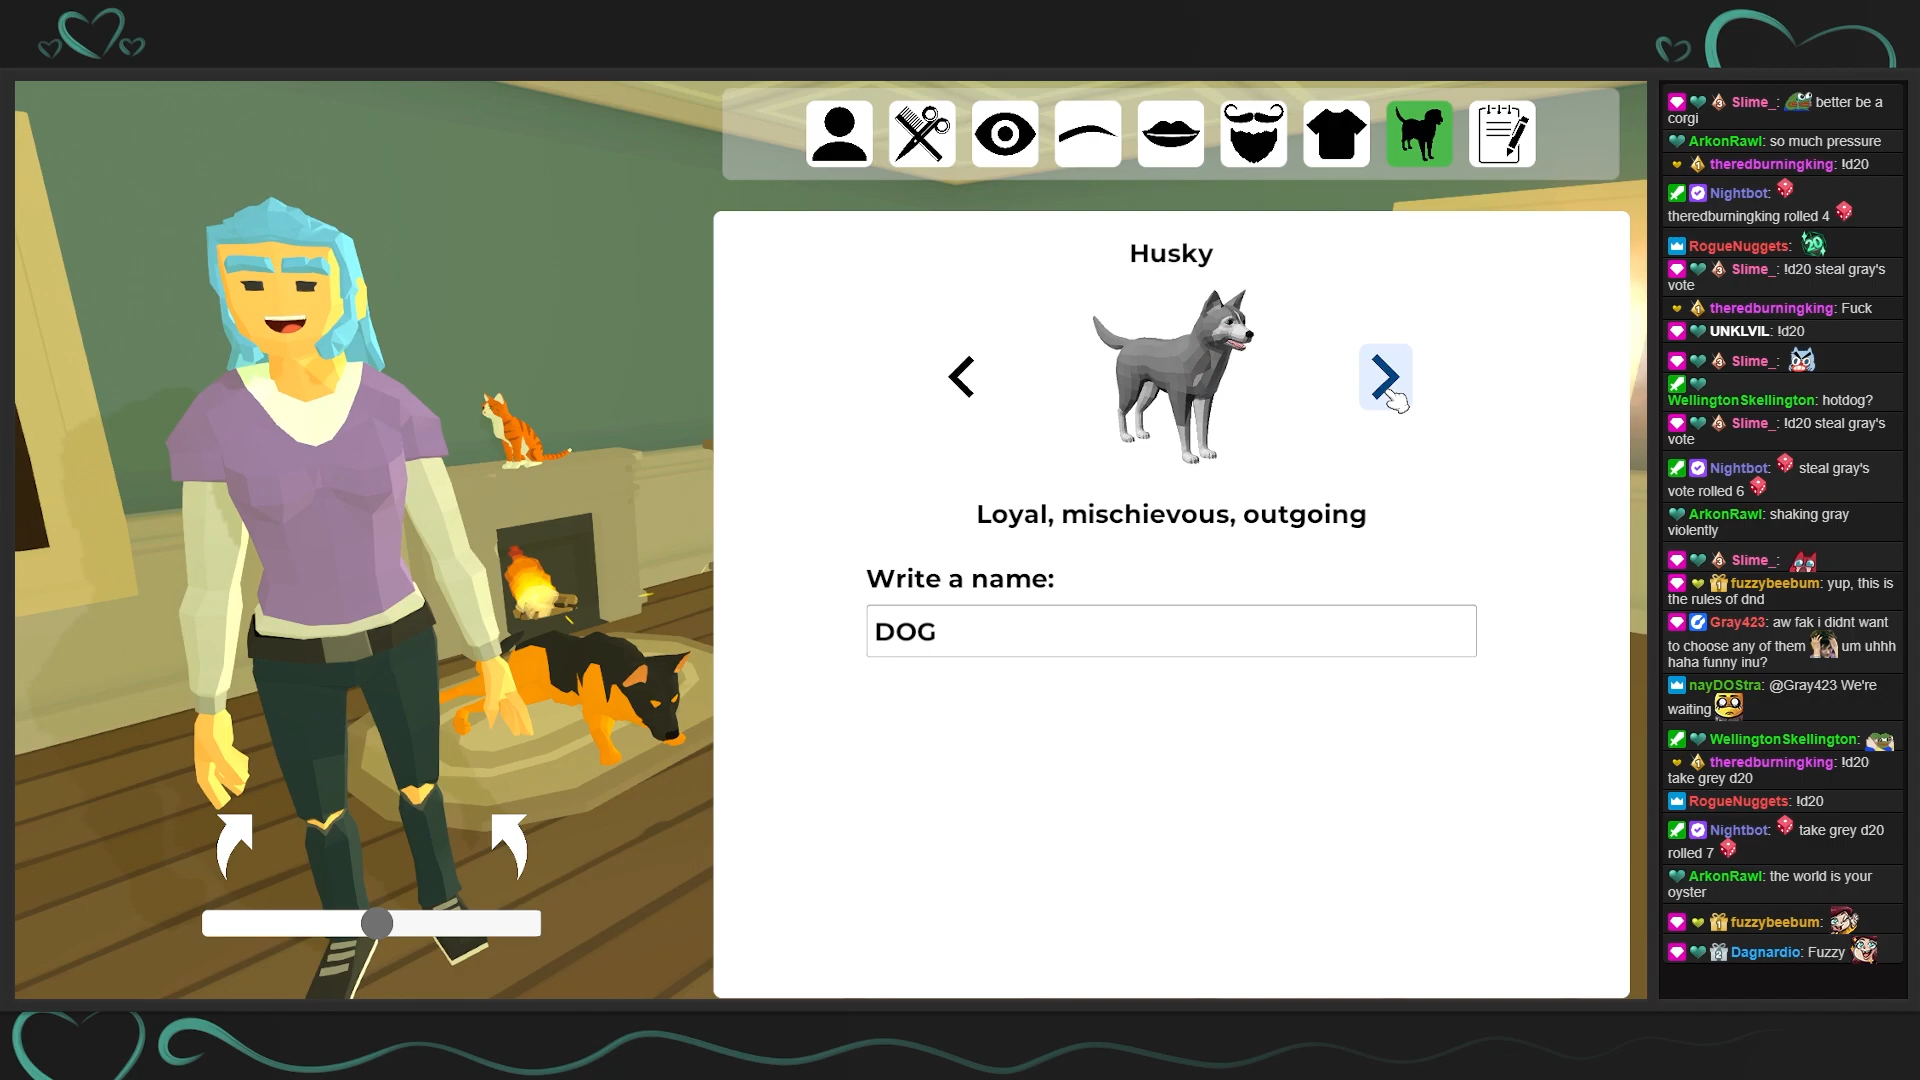 Husky
Loyal, mischievous, outgoing
Write a name:
DOG
Slime_: better be a
corgi
ArkonRawl: so much pressure
theredburningking: !d20
Nightbot:
theredburningking rolled 4
RogueNuggets: 20
Slime_: !d20 steal gray's
vote
theredburningking: Fuck
UNKLVIL: !d20
Slime_:
WellingtonSkellington: hotdog?
Slime_: !d20 steal gray's
vote
Nightbot: steal gray's
vote rolled 6
ArkonRawl: shaking gray
violently
Slime_:
fuzzybeebum: yup, this is
the rules of dnd
Gray423: aw fak i didnt want
to choose any of them um uhhh
haha funny inu?
nayDOStra: @Gray423 We're
waiting
WellingtonSkellington:
theredburningking: !d20
take grey d20
RogueNuggets: !d20
Nightbot: take grey d20
rolled 7
ArkonRawl: the world is your
oyster
fuzzybeebum:
Dagnardio: Fuzzy